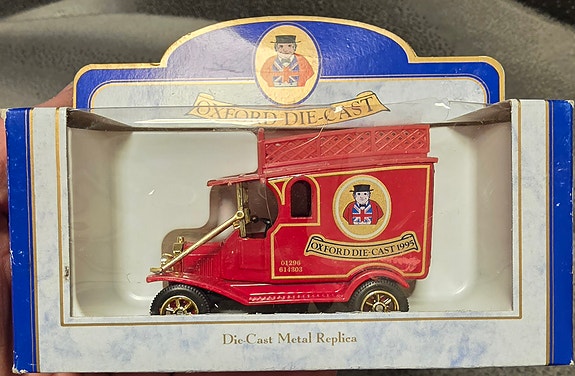 OXFORD DIE-CAST
OXFORD DIE-CAST 1995
01296
614803
Die-Cast Metal Replica